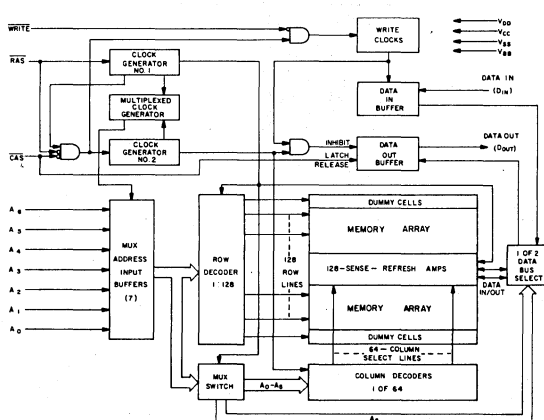 WRITE
WRITE
CLOCKS
VDD
VCC
VSS
VBB
RAS
CLOCK
GENERATOR
NO. 1
MULTIPLEXED
CLOCK
GENERATOR
CLOCK
GENERATOR
NO. 2
CAS
DATA
IN
BUFFER
DATA IN
(DIN)
INHIBIT
LATCH
RELEASE
DATA
OUT
BUFFER
DATA OUT
(DOUT)
A6
A5
A4
A3
A2
A1
A0
MUX
ADDRESS
INPUT
BUFFERS
(7)
ROW
DECODER
1:128
128
ROW
LINES
DUMMY CELLS
MEMORY ARRAY
128-SENSE-REFRESH AMPS
MEMORY ARRAY
DUMMY CELLS
DATA
IN/OUT
1 OF 2
DATA
BUS
SELECT
64-COLUMN
SELECT LINES
MUX
SWITCH
COLUMN DECODERS
1 OF 64